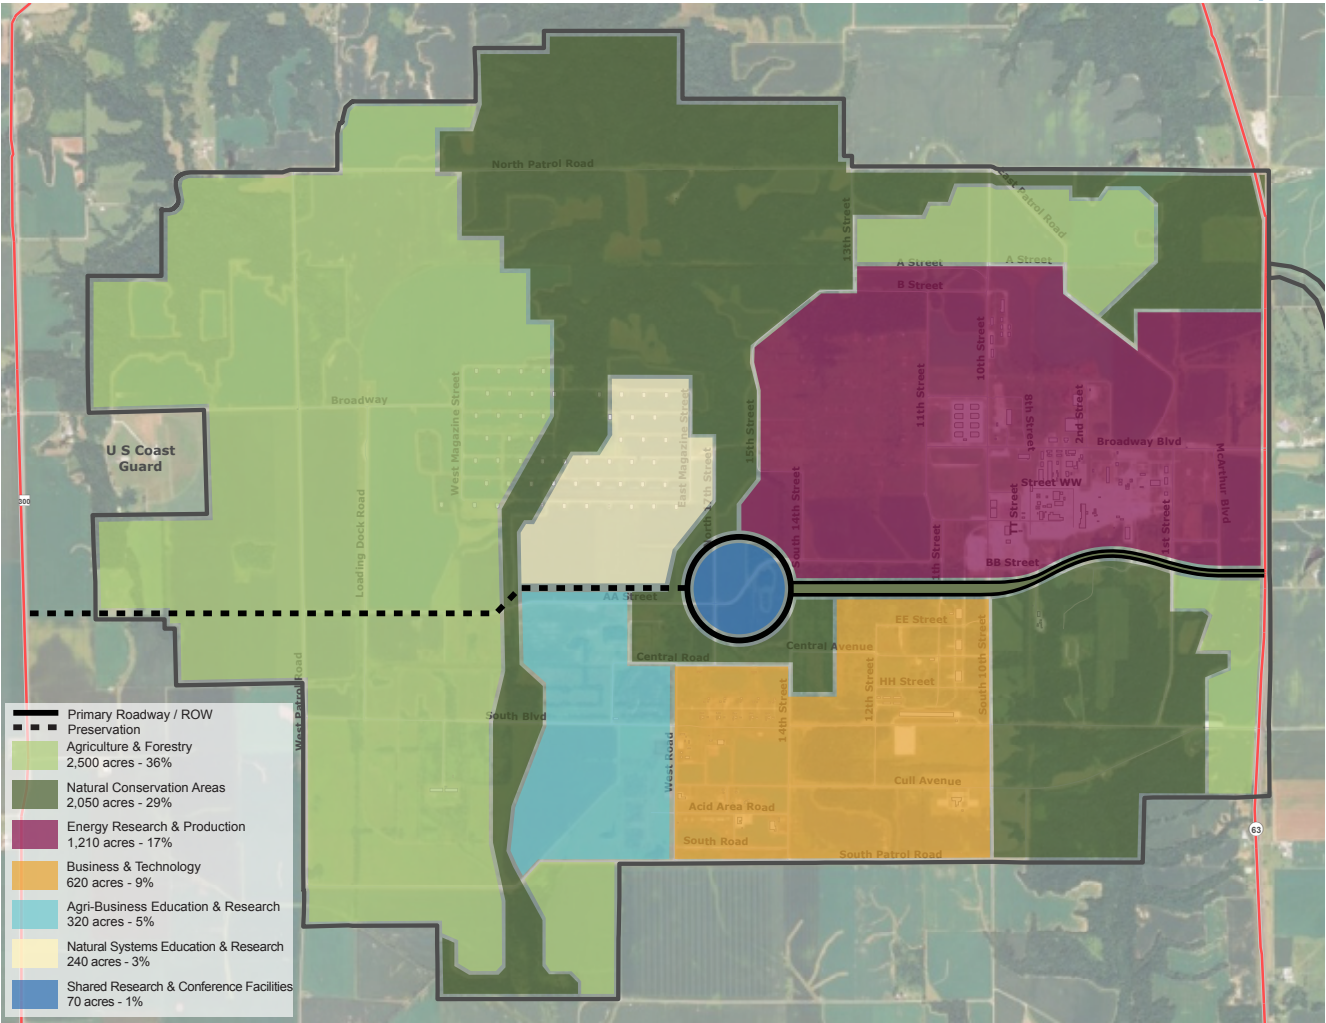 North Patrol Road
East Patrol Road
13th Street
A Street
A Street
B Street
10th Street
11th Street
8th Street
2nd Street
Broadway
West Magazine Street
East Magazine Street
15th Street
Broadway Blvd
McArthur Blvd
U S Coast
Guard
North 17th Street
South 14th Street
Street WW
TT Street
1st Street
300
Loading Dock Road
BB Street
AA Street
EE Street
Central Avenue
Central Road
12th Street
HH Street
South 10th Street
West Patrol Road
14th Street
South Blvd
West Road
Cull Avenue
Acid Area Road
South Road
South Patrol Road
63
Primary Roadway / ROW
Preservation
Agriculture & Forestry
2,500 acres - 36%
Natural Conservation Areas
2,050 acres - 29%
Energy Research & Production
1,210 acres - 17%
Business & Technology
620 acres - 9%
Agri-Business Education & Research
320 acres - 5%
Natural Systems Education & Research
240 acres - 3%
Shared Research & Conference Facilities
70 acres - 1%